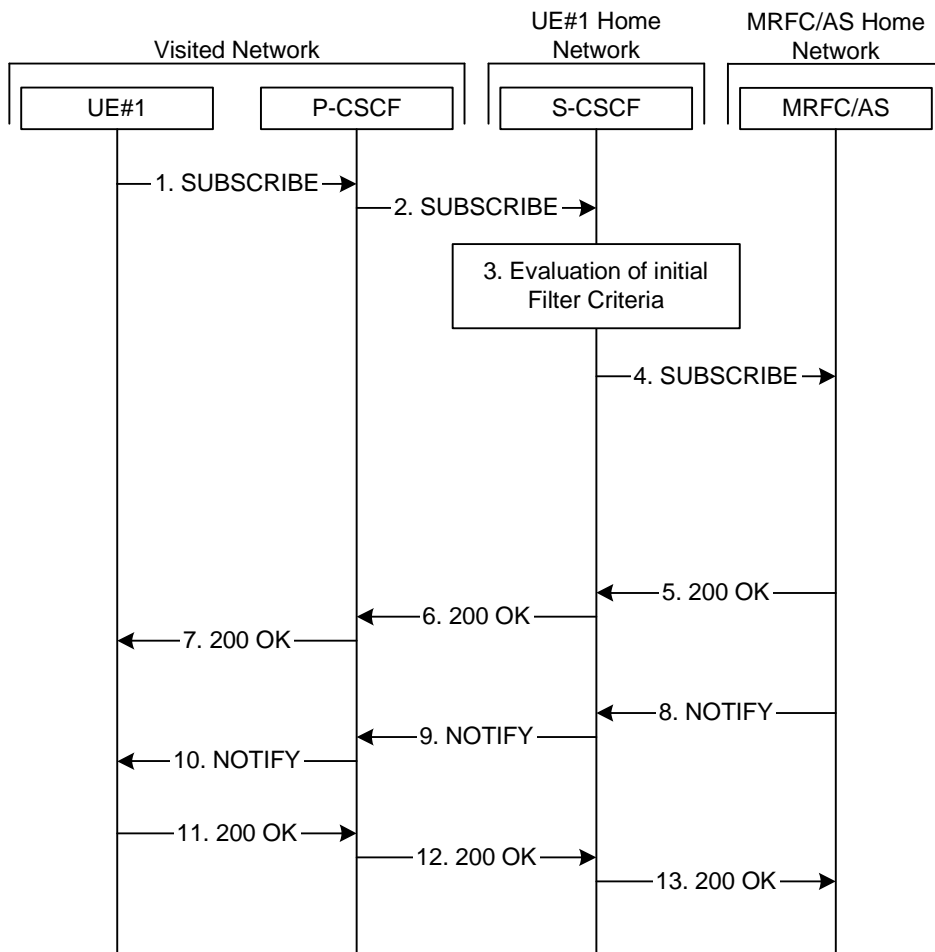 Visited Network
UE#1 Home
Network
MRFC/AS Home
Network
UE#1
P-CSCF
S-CSCF
MRFC/AS
1. SUBSCRIBE
2. SUBSCRIBE
3. Evaluation of initial
Filter Criteria
4. SUBSCRIBE
5. 200 OK
6. 200 OK
7. 200 OK
8. NOTIFY
9. NOTIFY
10. NOTIFY
11. 200 OK
12. 200 OK
13. 200 OK